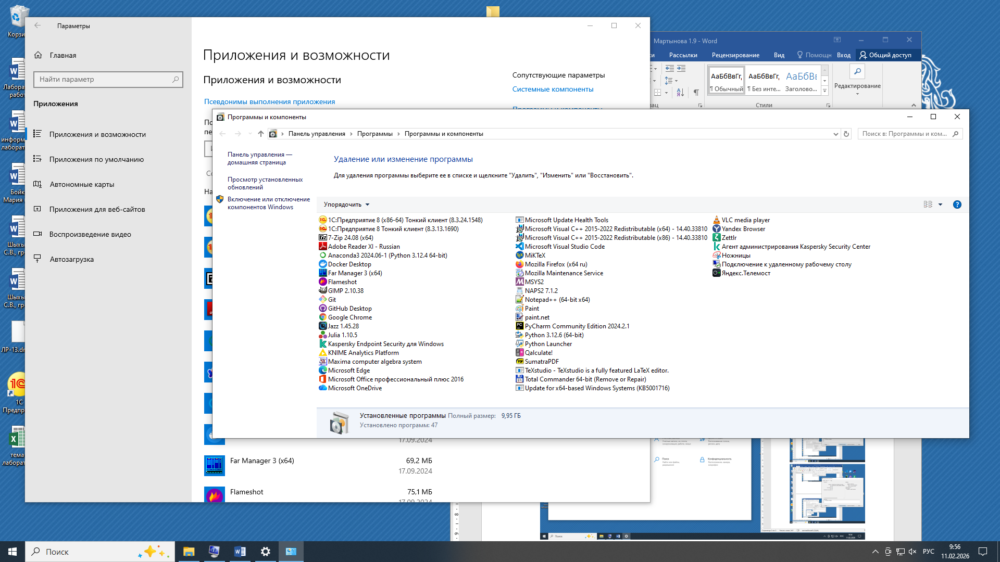 Корзи
Лаборат
работ
информ
лаборат
Бойк
Мария
Шыхы
С.В., гр-
Шыхы
С.В., гр-
ЛР-13.dr
1С
Предпр
тема
лаборат
Параметры
Главная
Найти параметр
Приложения
Приложения и возможности
Приложения по умолчанию
Автономные карты
Приложения для веб-сайтов
Воспроизведение видео
Автозагрузка
Приложения и возможности
Приложения и возможности
Псевдонимы выполнения приложения
Сопутствующие параметры
Системные компоненты
Программы и компоненты
17.09.2024
Far Manager 3 (x64)
69,2 МБ
17.09.2024
Flameshot
75,1 МБ
17.09.2024
Мартынова 1.9 - Word
ки
Рассылки
Рецензирование
Вид
Помощн
Вход
Общий доступ
АаБбВвГг,
АаБбВвГг,
АаБбВв
¶ Обычный
¶ Без инте...
Заголово...
Редактирование
зац
Стили
Программы и компоненты
Панель управления
Программы
Программы и компоненты
Поиск в: Программы и ком...
Панель управления —
домашняя страница
Просмотр установленных
обновлений
Включение или отключение
компонентов Windows
Удаление или изменение программы
Для удаления программы выберите ее в списке и щелкните "Удалить", "Изменить" или "Восстановить".
Упорядочить
1С:Предприятие 8 (x86-64) Тонкий клиент (8.3.24.1548)
1С:Предприятие 8 Тонкий клиент (8.3.13.1690)
7-Zip 24.08 (x64)
Adobe Reader XI - Russian
Anaconda3 2024.06-1 (Python 3.12.4 64-bit)
Docker Desktop
Far Manager 3 (x64)
Flameshot
GIMP 2.10.38
Git
GitHub Desktop
Google Chrome
Jazz 1.45.28
Julia 1.10.5
Kaspersky Endpoint Security для Windows
KNIME Analytics Platform
Maxima computer algebra system
Microsoft Edge
Microsoft Office профессиональный плюс 2016
Microsoft OneDrive
Microsoft Update Health Tools
Microsoft Visual C++ 2015-2022 Redistributable (x64) - 14.40.33810
Microsoft Visual C++ 2015-2022 Redistributable (x86) - 14.40.33810
Microsoft Visual Studio Code
MiKTeX
Mozilla Firefox (x64 ru)
Mozilla Maintenance Service
MSYS2
NAPS2 7.1.2
Notepad++ (64-bit x64)
Paint
paint.net
PyCharm Community Edition 2024.2.1
Python 3.12.6 (64-bit)
Python Launcher
Qalculate!
SumatraPDF
TeXstudio - TeXstudio is a fully featured LaTeX editor.
Total Commander 64-bit (Remove or Repair)
Update for x64-based Windows Systems (KB5001716)
VLC media player
Yandex Browser
Zettlr
Агент администрирования Kaspersky Security Center
Ножницы
Подключение к удаленному рабочему столу
Яндекс.Телемост
Установленные программы Полный размер: 9,95 ГБ
Установлено программ: 47
Поиск
РУС
9:56
11.02.2026